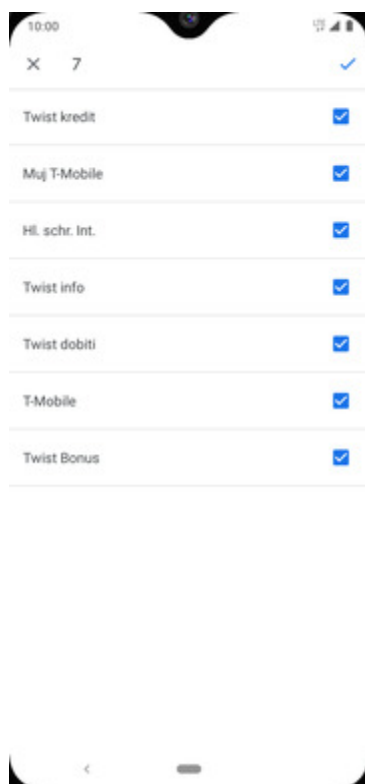 10:00
7
Twist kredit
Muj T-Mobile
Hl. schr. Int.
Twist info
Twist dobiti
T-Mobile
Twist Bonus